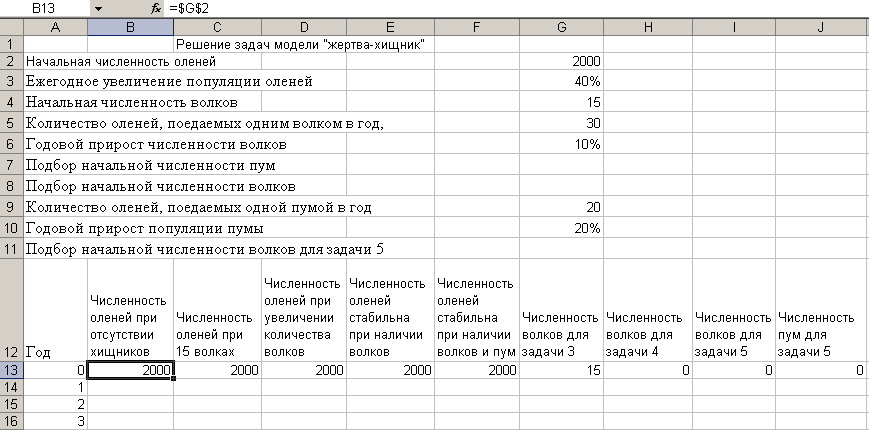 B13 fx =$G$2
A B C D E F G H I J
1 Решение задач модели "жертва-хищник"
2 Начальная численность оленей 2000
3 Ежегодное увеличение популяции оленей 40%
4 Начальная численность волков 15
5 Количество оленей, поедаемых одним волком в год, 30
6 Годовой прирост численности волков 10%
7 Подбор начальной численности пум
8 Подбор начальной численности волков
9 Количество оленей, поедаемых одной пумой в год 20
10 Годовой прирост популяции пумы 20%
11 Подбор начальной численности волков для задачи 5
12 Год
Численность
оленей при
отсутствии
хищников
Численность
оленей при
15 волках
Численность
оленей при
увеличении
количества
волков
Численность
оленей
стабильна
при наличии
волков
Численность
оленей
стабильна
при наличии
волков и пум
Численность
волков для
задачи 3
Численность
волков для
задачи 4
Численность
волков для
задачи 5
Численность
пум для
задачи 5
13 0 2000 2000 2000 2000 2000 15 0 0 0
14 1
15 2
16 3